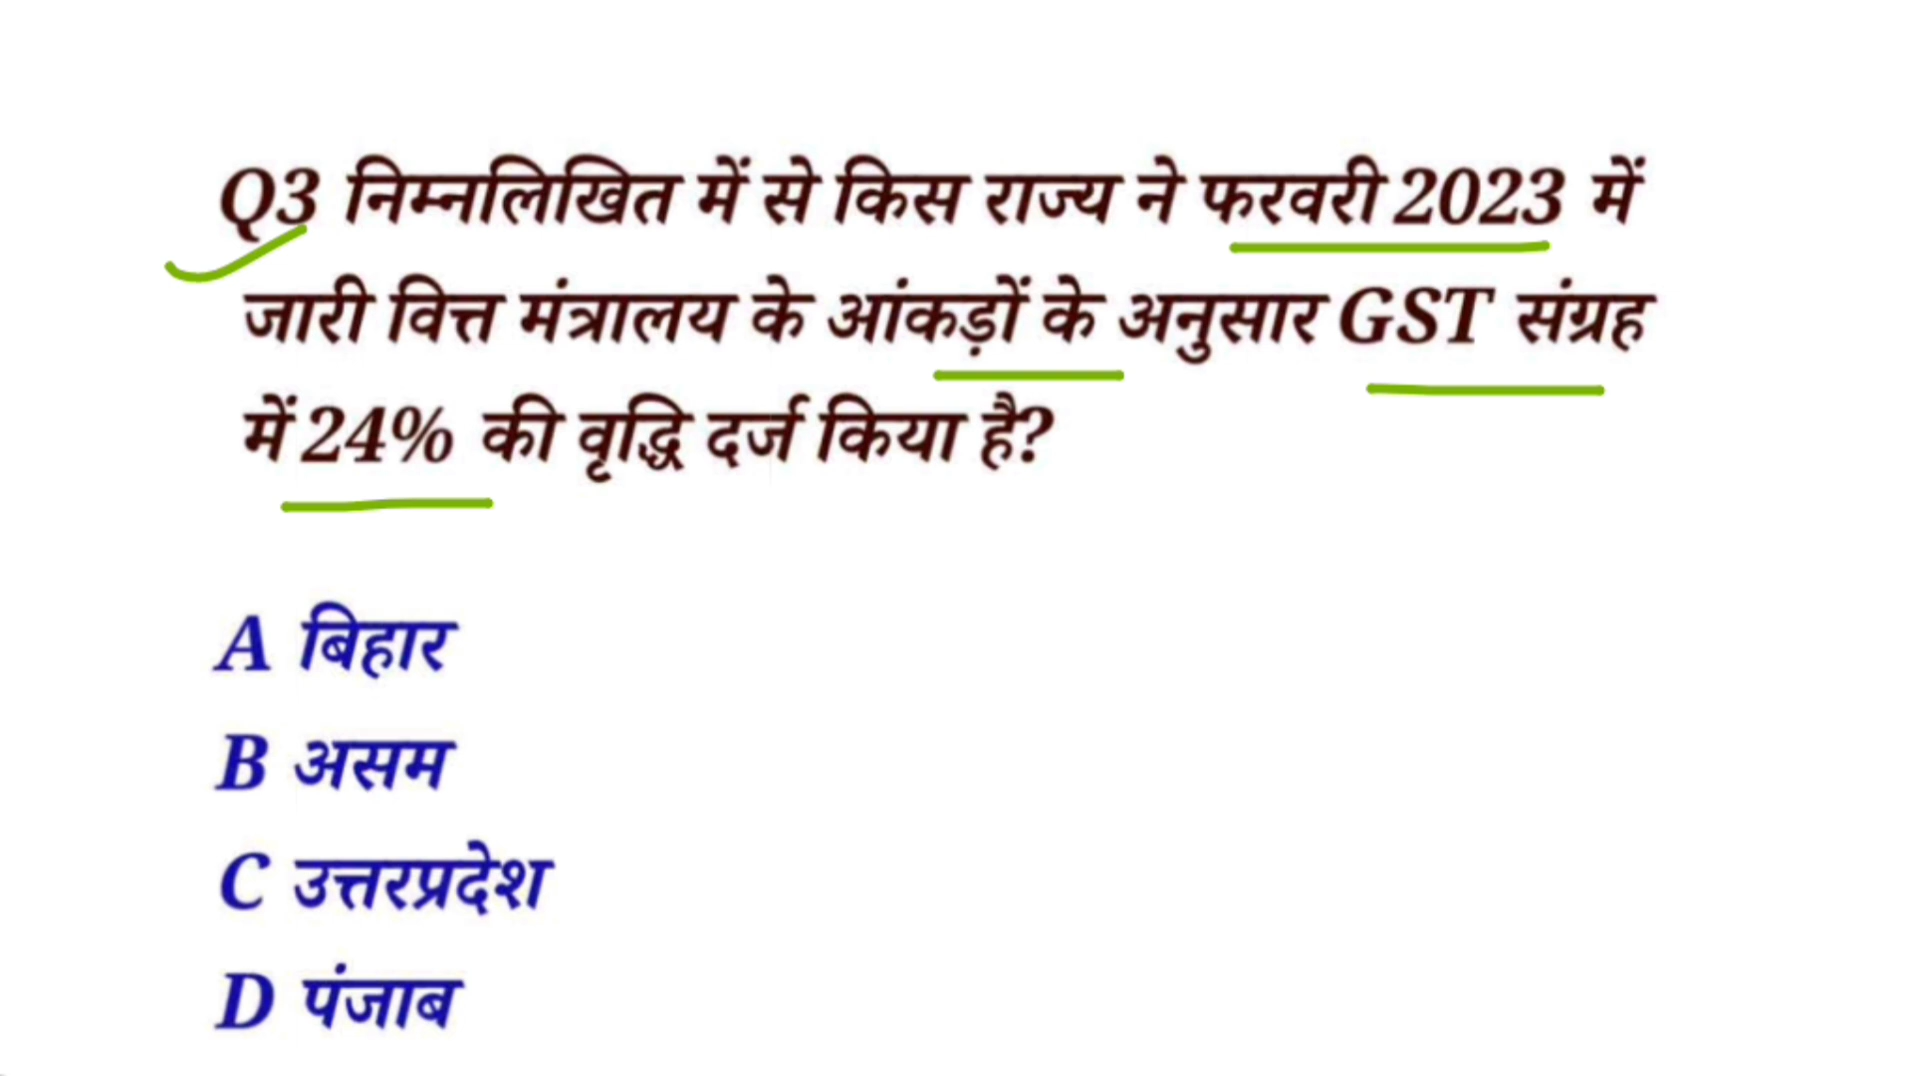 Q3 निम्नलिखित में से किस राज्य ने फरवरी 2023 में
जारी वित्त मंत्रालय के आंकड़ों के अनुसार GST संग्रह
में 24% की वृद्धि दर्ज किया है?
A बिहार
B असम
C उत्तरप्रदेश
D पंजाब